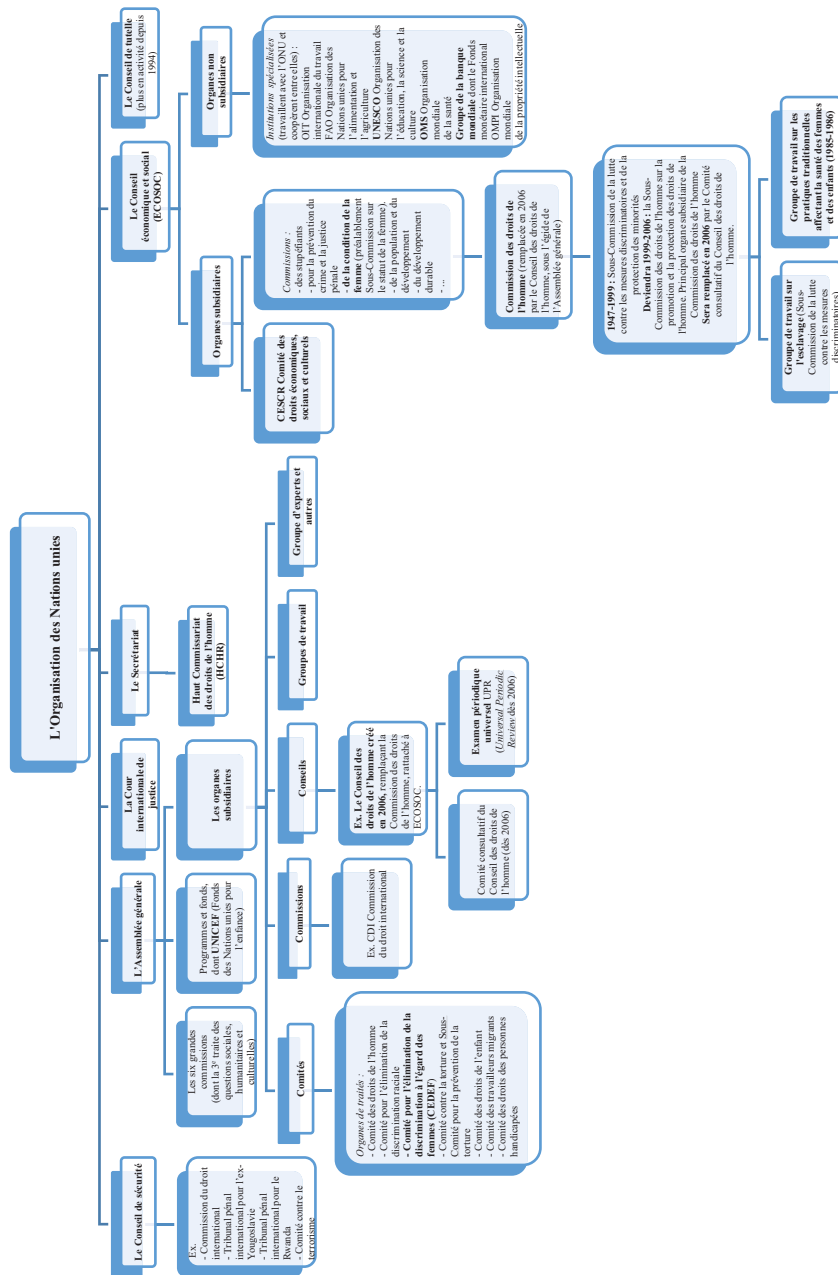 L'Organisation des Nations unies
Le Conseil de sécurité
Ex.
- Commission du droit
international
- Tribunal pénal
international pour l'ex-
Yougoslavie
- Tribunal pénal
international pour le
Rwanda
- Comité contre le
terrorisme
L'Assemblée générale
Les six grandes
commissions
(dont la 3e traite des
questions sociales,
humanitaires et
culturelles)
Programmes et fonds,
dont UNICEF (Fonds
des Nations unies pour
l'enfance)
Les organes
subsidiaires
Comités
Organes de traités :
- Comité des droits de l'homme
- Comité pour l'élimination de la
discrimination raciale
- Comité pour l'élimination de la
discrimination à l'égard des
femmes (CEDEF)
- Comité contre la torture et Sous-
Comité pour la prévention de la
torture
- Comité des droits de l'enfant
- Comité des travailleurs migrants
- Comité des droits des personnes
handicapées
Commissions
Ex. CDI Commission
du droit international
Conseils
Ex. Le Conseil des
droits de l'homme créé
en 2006, remplaçant la
Commission des droits
de l'homme, rattaché à
ECOSOC.
Comité consultatif du
Conseil des droits de
l'homme (dès 2006)
Examen périodique
universel UPR
(Universal Periodic
Review dès 2006)
Groupes de travail
Groupe d'experts et
autres
La Cour
internationale de
justice
Le Secrétariat
Haut Commissariat
des droits de l'homme
(HCHR)
Le Conseil
économique et social
(ECOSOC)
Organes subsidiaires
CESCR Comité des
droits économiques,
sociaux et culturels
Commissions :
- des stupéfiants
- pour la prévention du
crime et la justice
pénale
- de la condition de la
femme (préalablement
Sous-Commission sur
le statut de la femme).
- de la population et du
développement
- du développement
durable
- ...
Commission des droits de
l'homme (remplacée en 2006
par le Conseil des droits de
l'homme, sous l'égide de
l'Assemblée générale)
1947-1999 : Sous-Commission de la lutte
contre les mesures discriminatoires et de la
protection des minorités
Deviendra 1999-2006 : la Sous-
Commission des droits de l'homme sur la
promotion et la protection des droits de
l'homme. Principal organe subsidiaire de la
Commission des droits de l'homme
Sera remplacé en 2006 par le Comité
consultatif du Conseil des droits de
l'homme.
Groupe de travail sur
l'esclavage (Sous-
Commission de la lutte
contre les mesures
discriminatoires)
Groupe de travail sur les
pratiques traditionnelles
affectant la santé des femmes
et des enfants (1985-1986)
Organes non
subsidiaires
Institutions spécialisées
(travaillent avec l'ONU et
coopèrent entre elles) :
OIT Organisation
internationale du travail
FAO Organisation des
Nations unies pour
l'alimentation et
l'agriculture
UNESCO Organisation des
Nations unies pour
l'éducation, la science et la
culture
OMS Organisation
mondiale
de la santé
Groupe de la banque
mondiale dont le Fonds
monétaire international
OMPI Organisation
mondiale
de la propriété intellectuelle
Le Conseil de tutelle
(plus en activité depuis
1994)